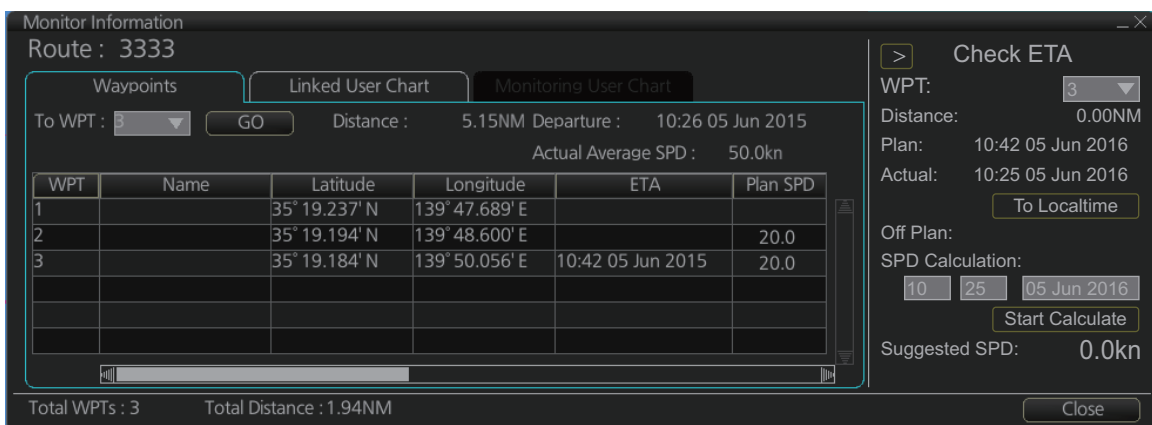 Monitor Information
Route : 3333
Waypoints Linked User Chart Monitoring User Chart
To WPT : 3 GO Distance : 5.15NM Departure : 10:26 05 Jun 2015
Actual Average SPD : 50.0kn
WPT Name Latitude Longitude ETA Plan SPD
1 35° 19.237' N 139° 47.689' E
2 35° 19.194' N 139° 48.600' E 20.0
3 35° 19.184' N 139° 50.056' E 10:42 05 Jun 2015 20.0
Total WPTs : 3 Total Distance : 1.94NM
> Check ETA
WPT: 3
Distance: 0.00NM
Plan: 10:42 05 Jun 2016
Actual: 10:25 05 Jun 2016
To Localtime
Off Plan:
SPD Calculation:
10 25 05 Jun 2016
Start Calculate
Suggested SPD: 0.0kn
Close